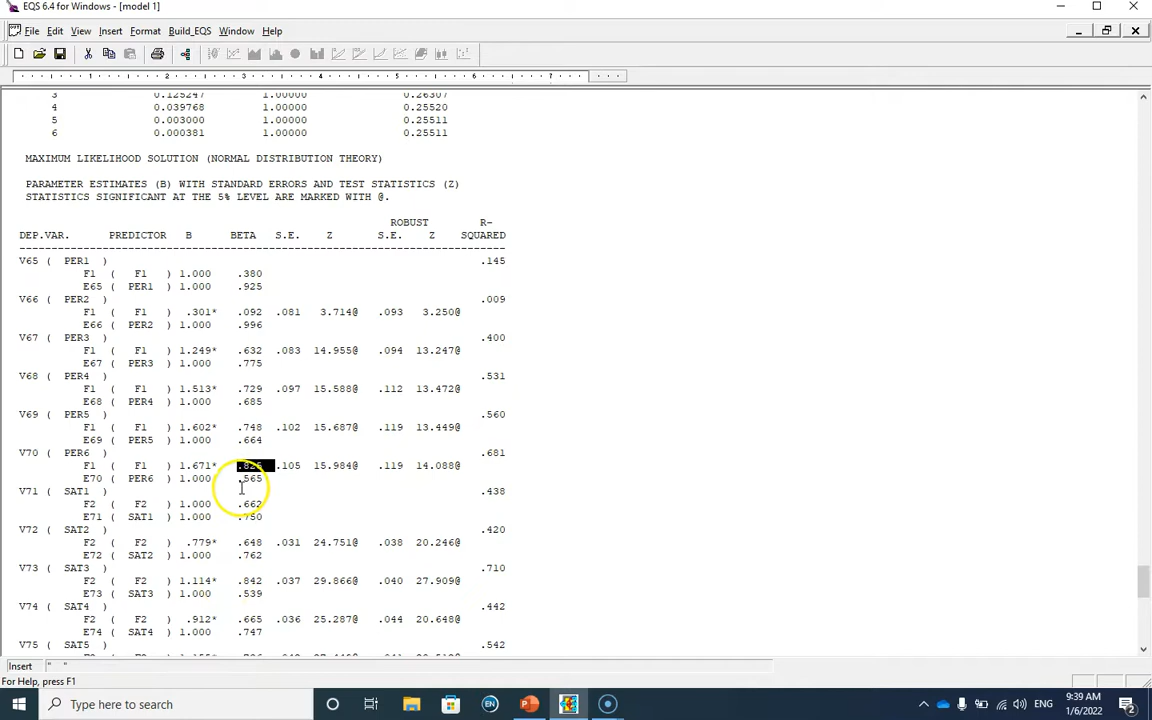 EQS 6.4 for Windows - [model 1]
File Edit View Insert Format Build_EQS Window Help
1 2 3 4 5 6 7
3 0.125247 1.00000 0.26307
4 0.039768 1.00000 0.25520
5 0.003000 1.00000 0.25511
6 0.000381 1.00000 0.25511
MAXIMUM LIKELIHOOD SOLUTION (NORMAL DISTRIBUTION THEORY)
PARAMETER ESTIMATES (B) WITH STANDARD ERRORS AND TEST STATISTICS (Z)
STATISTICS SIGNIFICANT AT THE 5% LEVEL ARE MARKED WITH @.
ROBUST R-
DEP.VAR. PREDICTOR B BETA S.E. Z S.E. Z SQUARED
V65 ( PER1 ) .145
F1 ( F1 ) 1.000 .380
E65 ( PER1 ) 1.000 .925
V66 ( PER2 ) .009
F1 ( F1 ) .301* .092 .081 3.714@ .093 3.250@
E66 ( PER2 ) 1.000 .996
V67 ( PER3 ) .400
F1 ( F1 ) 1.249* .632 .083 14.955@ .094 13.247@
E67 ( PER3 ) 1.000 .775
V68 ( PER4 ) .531
F1 ( F1 ) 1.513* .729 .097 15.588@ .112 13.472@
E68 ( PER4 ) 1.000 .685
V69 ( PER5 ) .560
F1 ( F1 ) 1.602* .748 .102 15.687@ .119 13.449@
E69 ( PER5 ) 1.000 .664
V70 ( PER6 ) .681
F1 ( F1 ) 1.671* .825 .105 15.984@ .119 14.088@
E70 ( PER6 ) 1.000 .565
V71 ( SAT1 ) .438
F2 ( F2 ) 1.000 .662
E71 ( SAT1 ) 1.000 .750
V72 ( SAT2 ) .420
F2 ( F2 ) .779* .648 .031 24.751@ .038 20.246@
E72 ( SAT2 ) 1.000 .762
V73 ( SAT3 ) .710
F2 ( F2 ) 1.114* .842 .037 29.866@ .040 27.909@
E73 ( SAT3 ) 1.000 .539
V74 ( SAT4 ) .442
F2 ( F2 ) .912* .665 .036 25.287@ .044 20.648@
E74 ( SAT4 ) 1.000 .747
V75 ( SAT5 ) .542
Insert " "
For Help, press F1
Type here to search
ENG
9:39 AM
1/6/2022
2